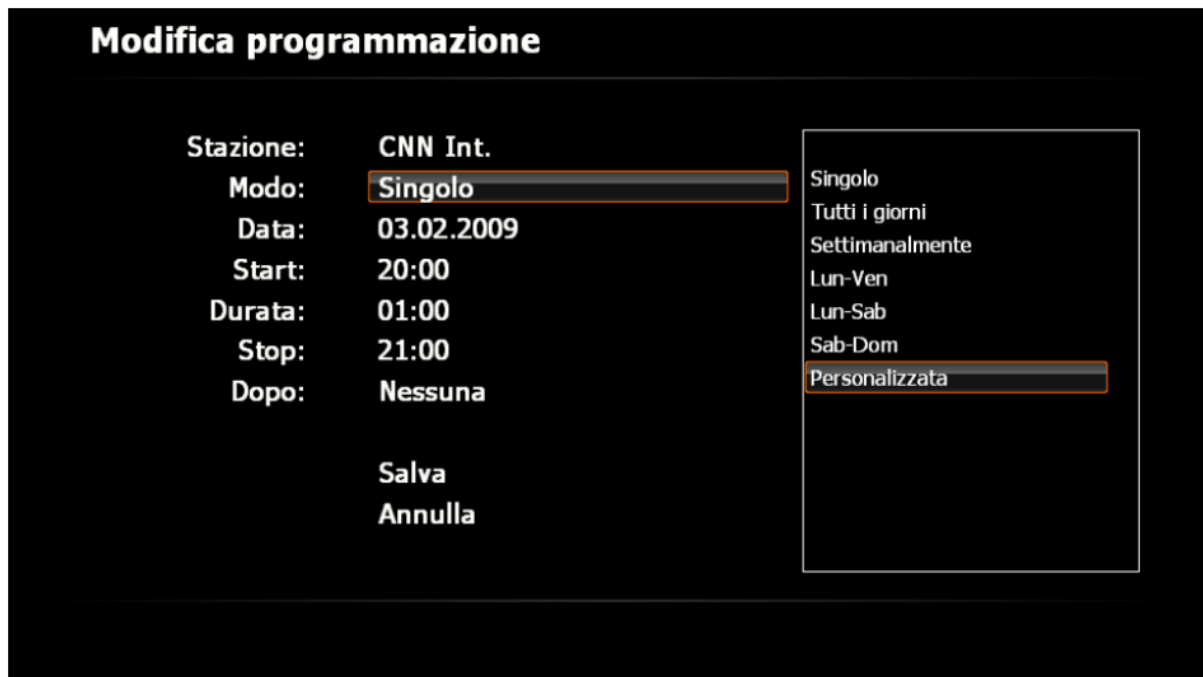 Modifica programmazione
Stazione: CNN Int.
Modo: Singolo
Data: 03.02.2009
Start: 20:00
Durata: 01:00
Stop: 21:00
Dopo: Nessuna
Salva
Annulla
Singolo
Tutti i giorni
Settimanalmente
Lun-Ven
Lun-Sab
Sab-Dom
Personalizzata